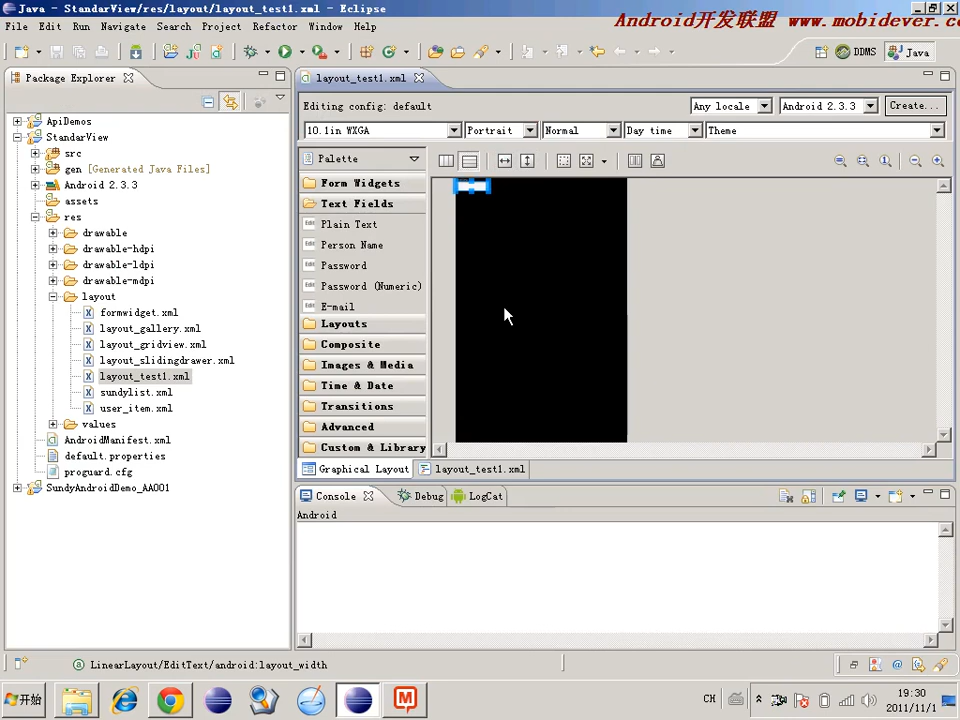 Java - StandarView/res/layout/layout_test1.xml - Eclipse
File Edit Run Navigate Search Project Refactor Window Help
Android开发联盟 www.mobidever.c
DDMS Java
Package Explorer
layout_test1.xml
Editing config: default
Any locale Android 2.3.3 Create...
10.1in WXGA Portrait Normal Day time Theme
ApiDemos
StandarView
src
gen [Generated Java Files]
Android 2.3.3
assets
res
drawable
drawable-hdpi
drawable-ldpi
drawable-mdpi
layout
formwidget.xml
layout_gallery.xml
layout_gridview.xml
layout_slidingdrawer.xml
layout_test1.xml
sundylist.xml
user_item.xml
values
AndroidManifest.xml
default.properties
proguard.cfg
SundyAndroidDemo_AA001
Palette
Form Widgets
Text Fields
Plain Text
Person Name
Password
Password (Numeric)
E-mail
Layouts
Composite
Images & Media
Time & Date
Transitions
Advanced
Custom & Library
Graphical Layout layout_test1.xml
Console Debug LogCat
Android
LinearLayout/EditText/android:layout_width
开始
CH
19:30
2011/11/1